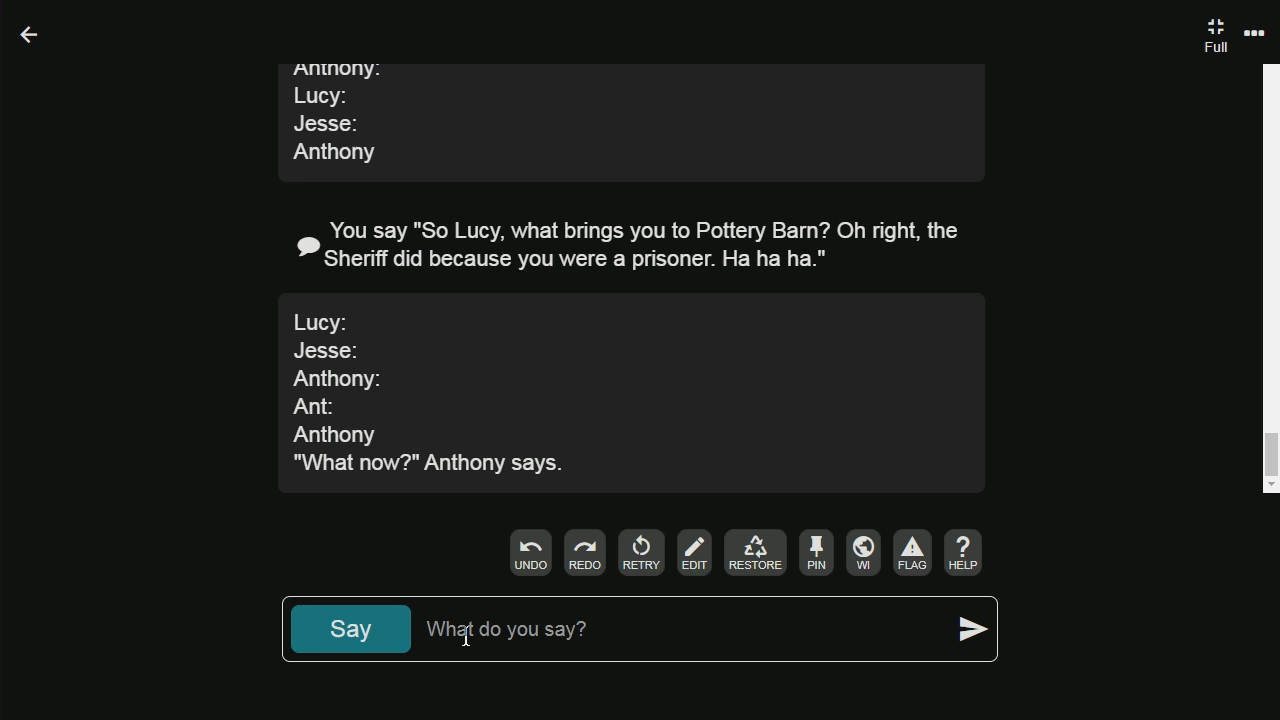 Full
Anthony:
Lucy:
Jesse:
Anthony
You say "So Lucy, what brings you to Pottery Barn? Oh right, the
Sheriff did because you were a prisoner. Ha ha ha."
Lucy:
Jesse:
Anthony:
Ant:
Anthony
"What now?" Anthony says.
UNDO REDO RETRY EDIT RESTORE PIN WI FLAG HELP
Say What do you say?